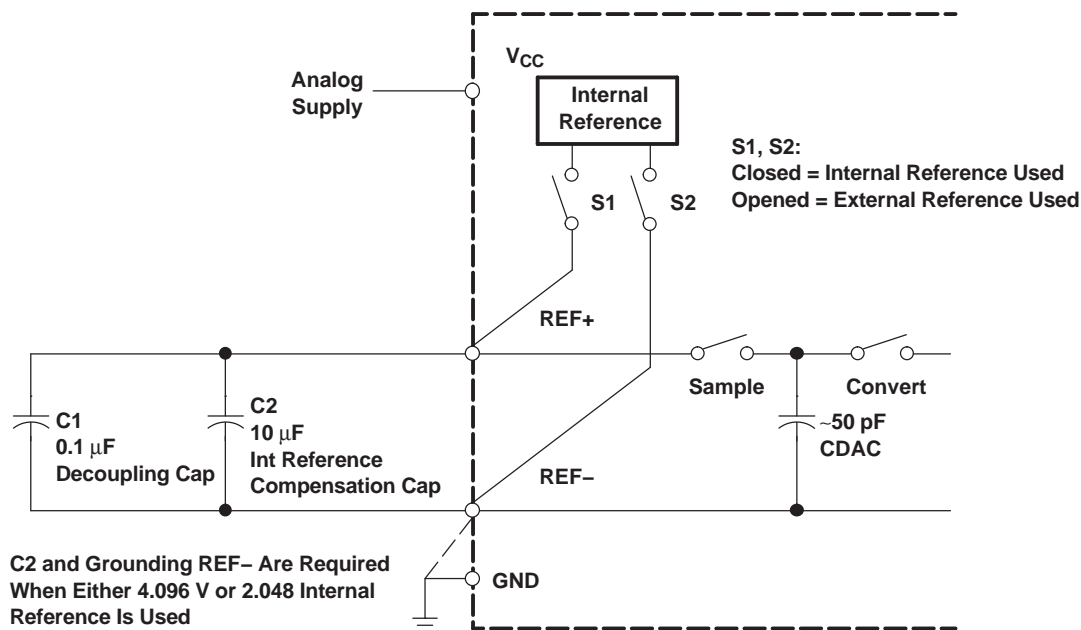 V_CC
Analog
Supply
Internal
Reference
S1, S2:
Closed = Internal Reference Used
Opened = External Reference Used
S1
S2
REF+
Sample
Convert
C1
0.1 μF
Decoupling Cap
C2
10 μF
Int Reference
Compensation Cap
~50 pF
CDAC
REF−
C2 and Grounding REF− Are Required
When Either 4.096 V or 2.048 Internal
Reference Is Used
GND